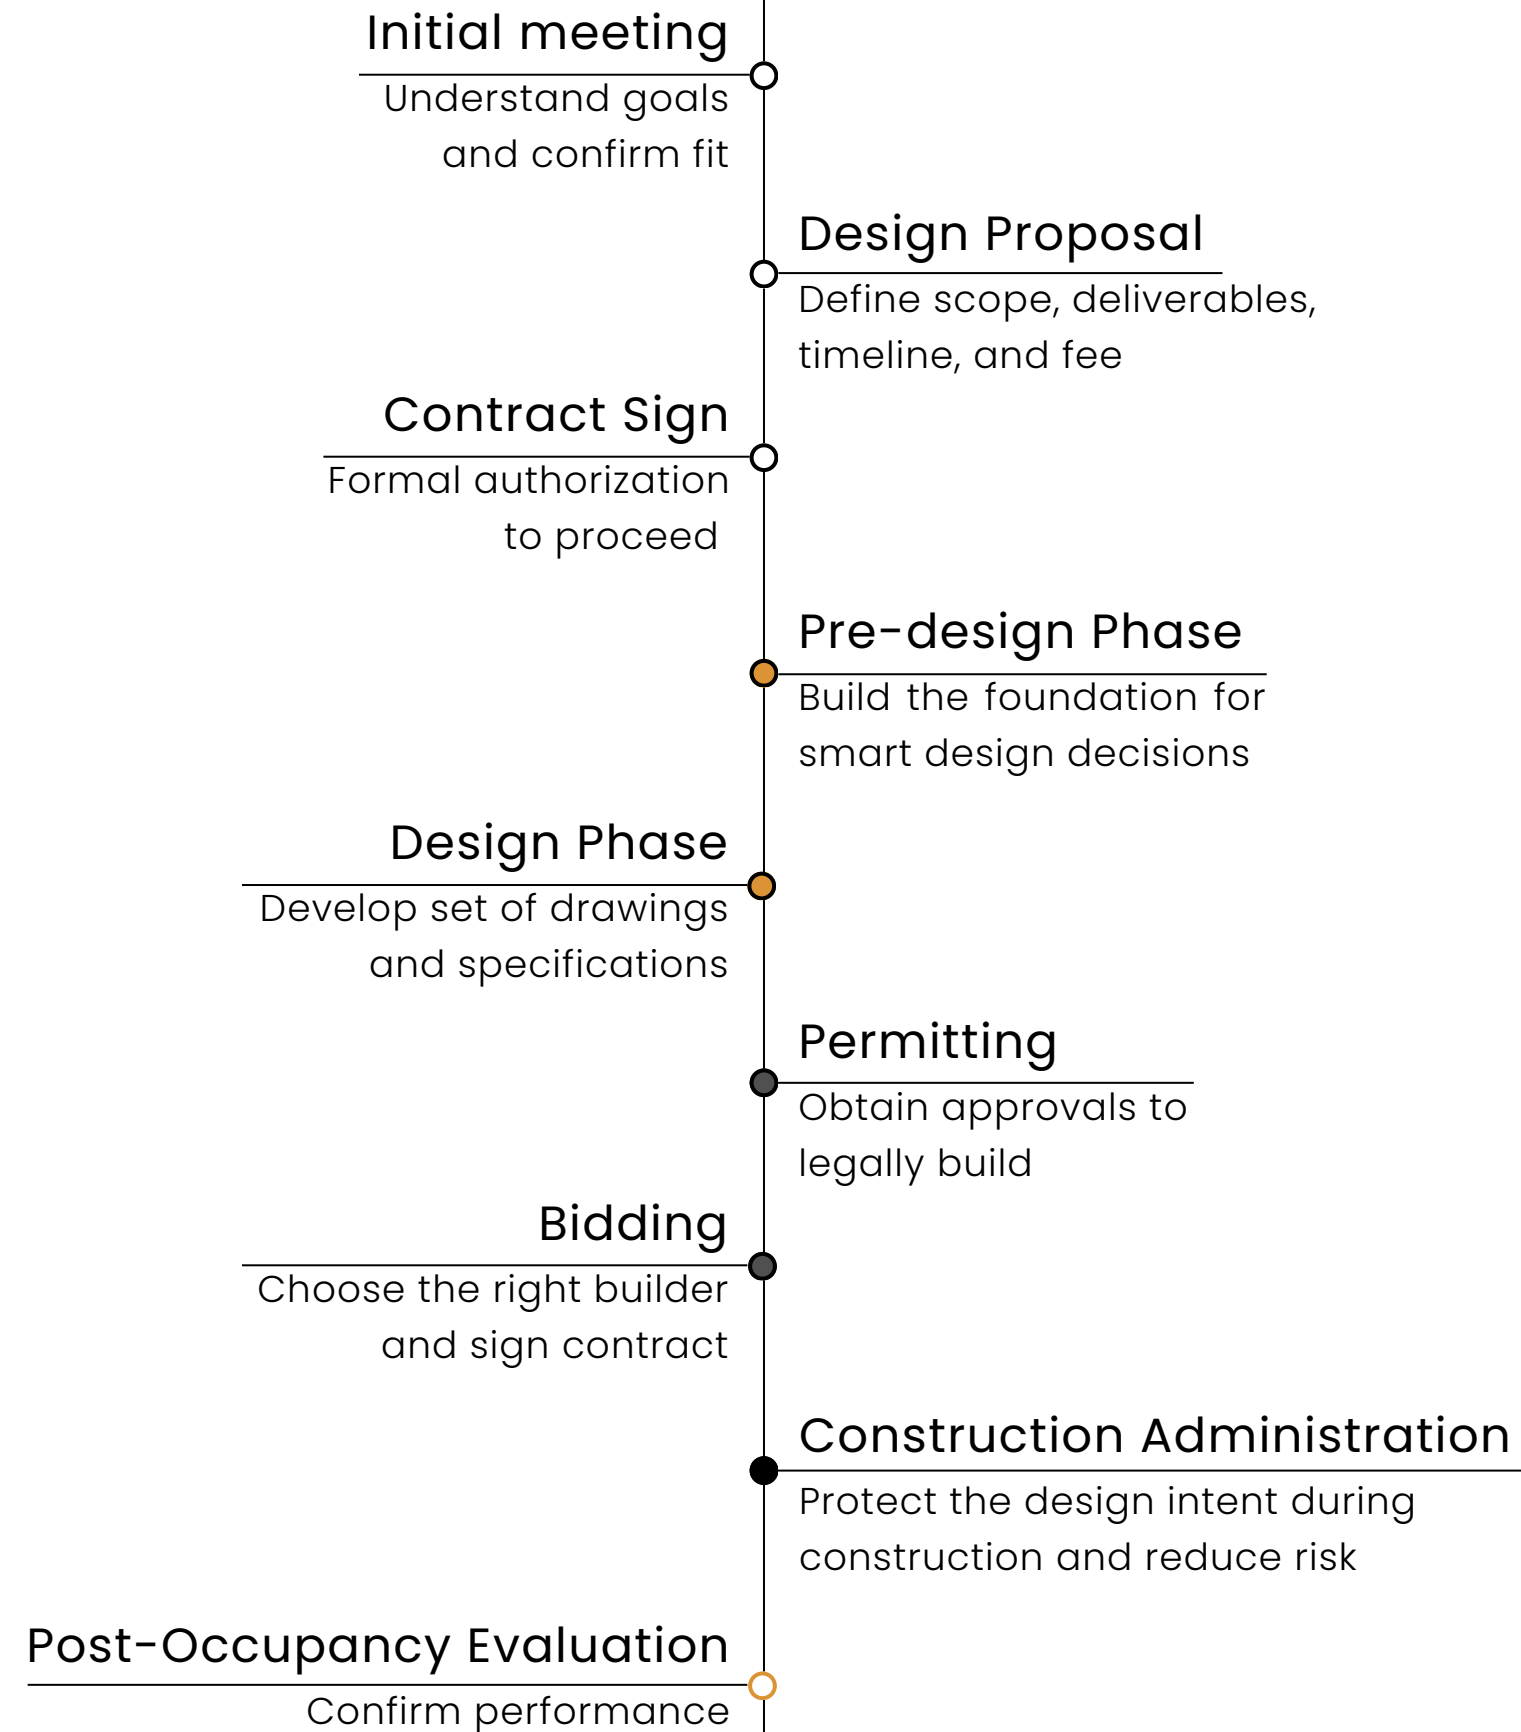 Initial meeting
Understand goals
and confirm fit
Design Proposal
Define scope, deliverables,
timeline, and fee
Contract Sign
Formal authorization
to proceed
Pre-design Phase
Build the foundation for
smart design decisions
Design Phase
Develop set of drawings
and specifications
Permitting
Obtain approvals to
legally build
Bidding
Choose the right builder
and sign contract
Construction Administration
Protect the design intent during
construction and reduce risk
Post-Occupancy Evaluation
Confirm performance